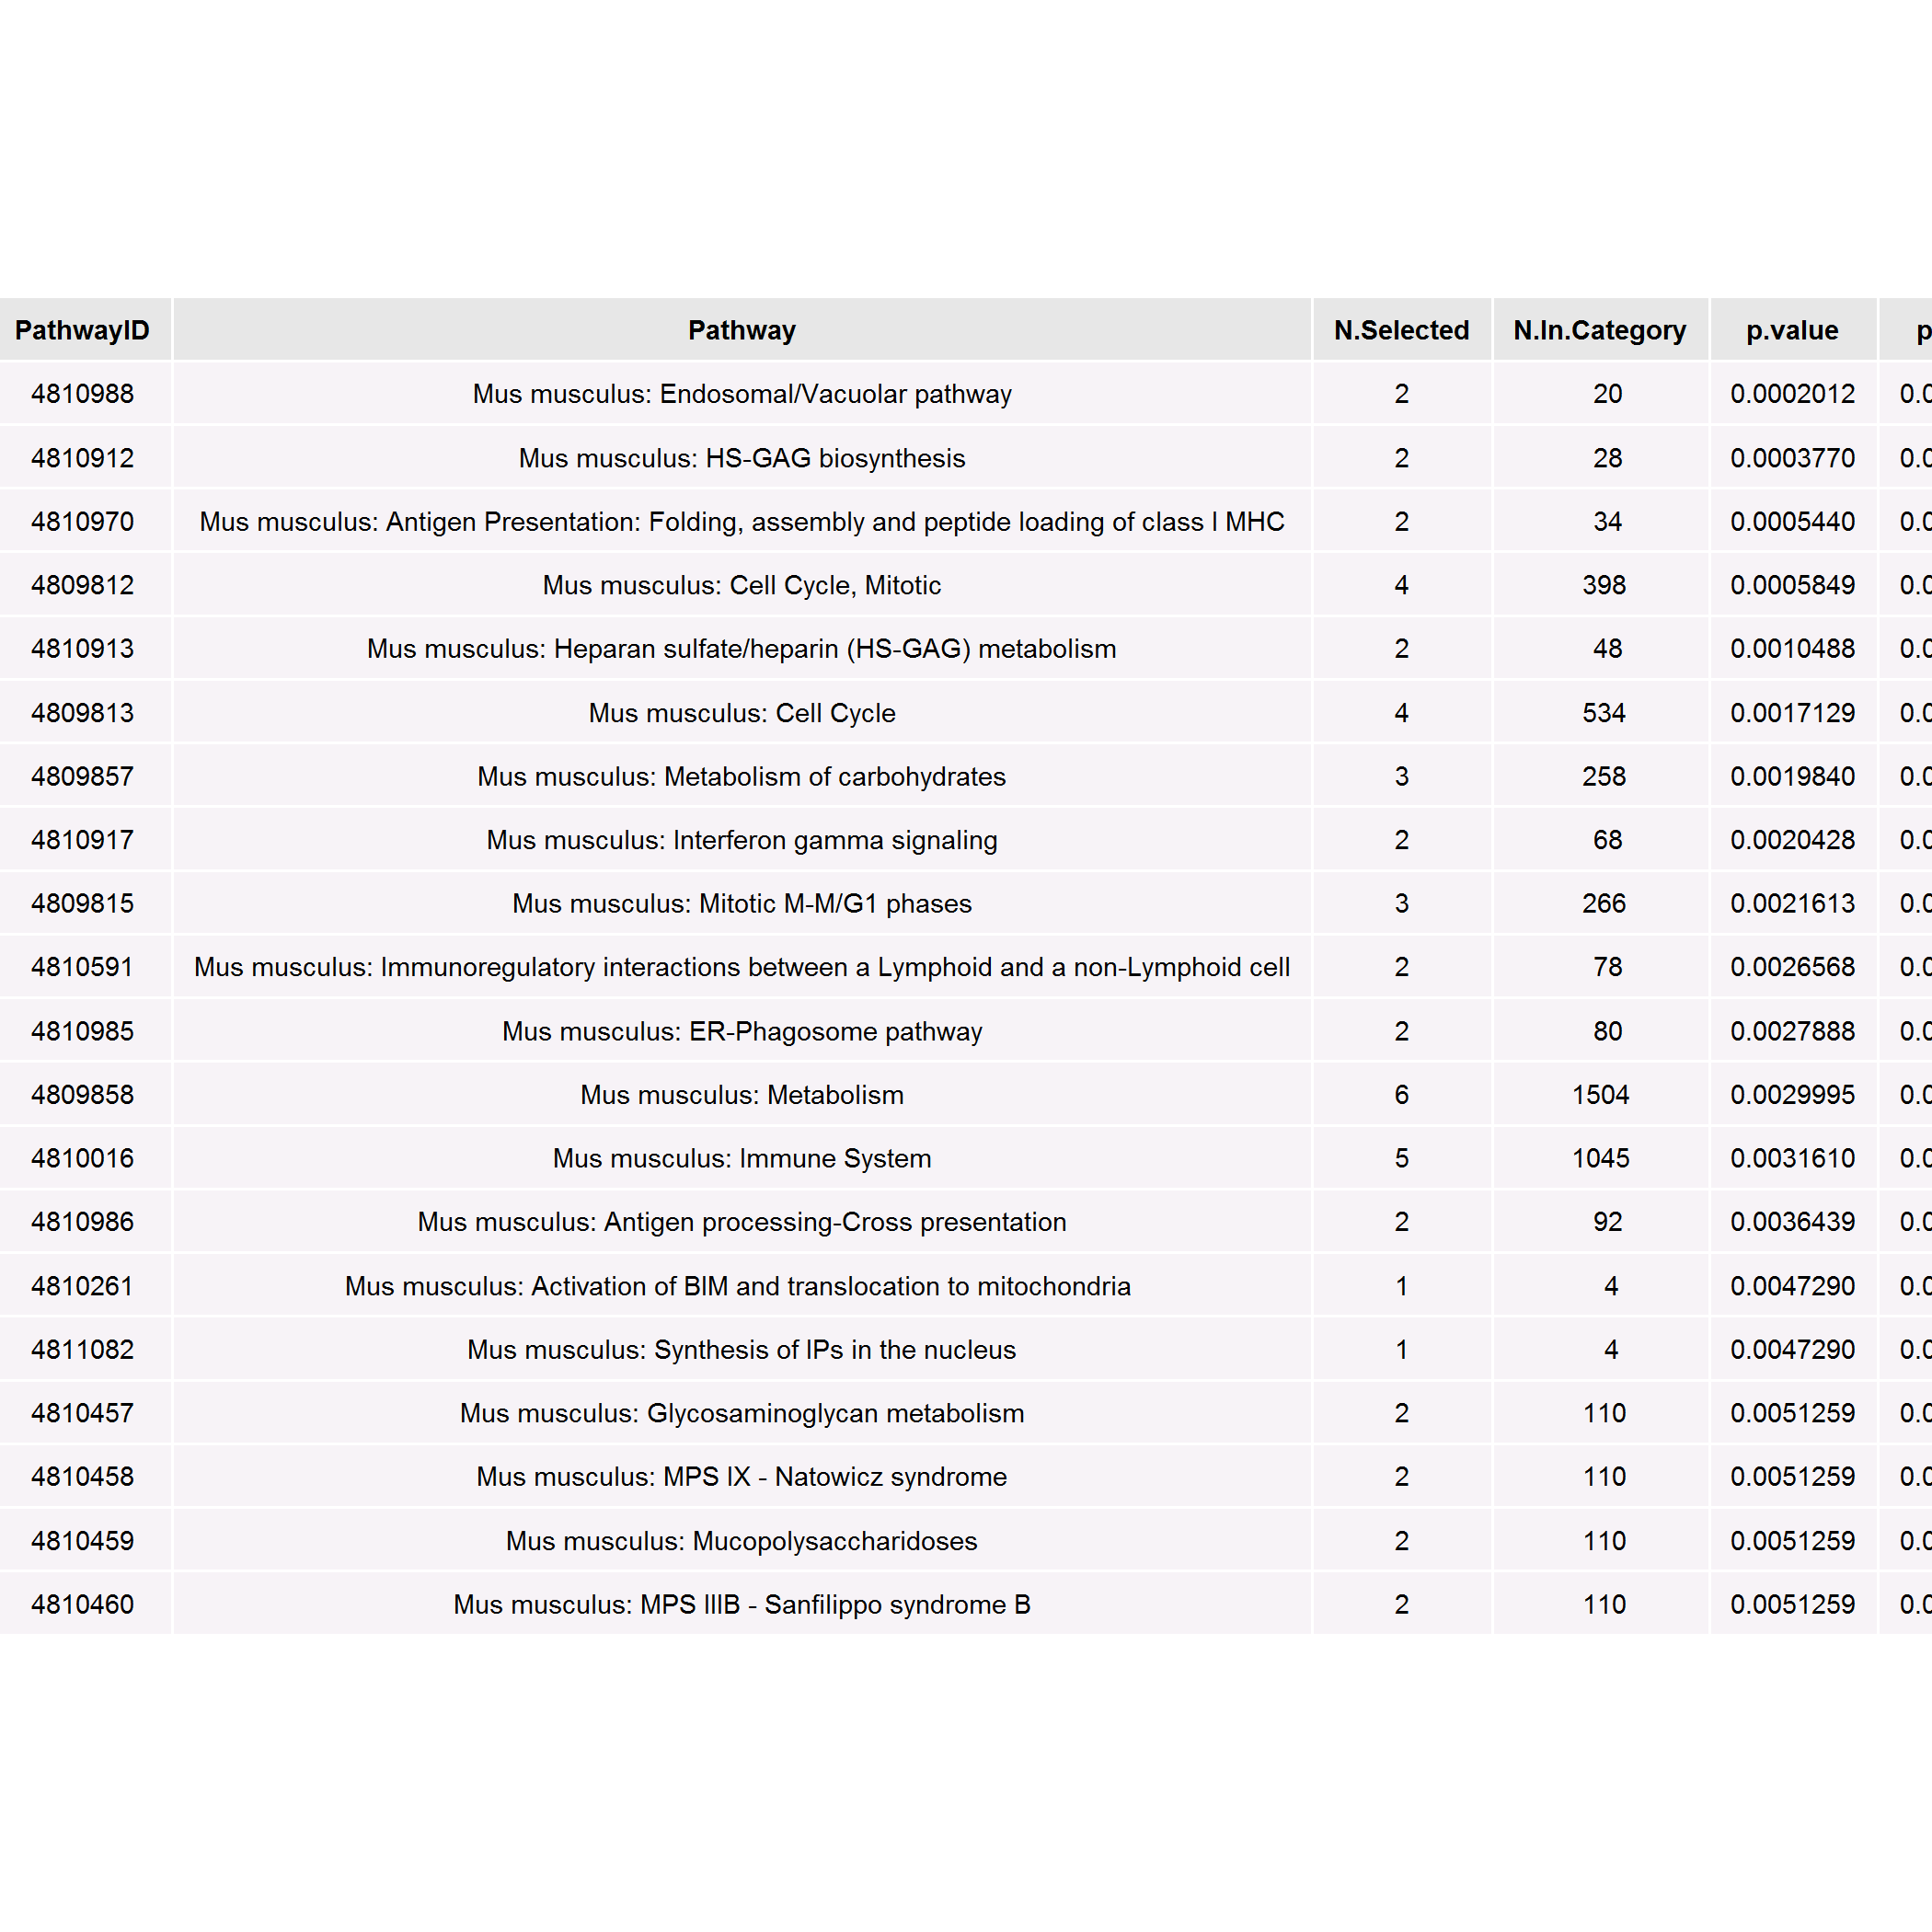 PathwayID Pathway N.Selected N.In.Category p.value p
4810988 Mus musculus: Endosomal/Vacuolar pathway 2 20 0.0002012 0.0
4810912 Mus musculus: HS-GAG biosynthesis 2 28 0.0003770 0.0
4810970 Mus musculus: Antigen Presentation: Folding, assembly and peptide loading of class I MHC 2 34 0.0005440 0.0
4809812 Mus musculus: Cell Cycle, Mitotic 4 398 0.0005849 0.0
4810913 Mus musculus: Heparan sulfate/heparin (HS-GAG) metabolism 2 48 0.0010488 0.0
4809813 Mus musculus: Cell Cycle 4 534 0.0017129 0.0
4809857 Mus musculus: Metabolism of carbohydrates 3 258 0.0019840 0.0
4810917 Mus musculus: Interferon gamma signaling 2 68 0.0020428 0.0
4809815 Mus musculus: Mitotic M-M/G1 phases 3 266 0.0021613 0.0
4810591 Mus musculus: Immunoregulatory interactions between a Lymphoid and a non-Lymphoid cell 2 78 0.0026568 0.0
4810985 Mus musculus: ER-Phagosome pathway 2 80 0.0027888 0.0
4809858 Mus musculus: Metabolism 6 1504 0.0029995 0.0
4810016 Mus musculus: Immune System 5 1045 0.0031610 0.0
4810986 Mus musculus: Antigen processing-Cross presentation 2 92 0.0036439 0.0
4810261 Mus musculus: Activation of BIM and translocation to mitochondria 1 4 0.0047290 0.0
4811082 Mus musculus: Synthesis of IPs in the nucleus 1 4 0.0047290 0.0
4810457 Mus musculus: Glycosaminoglycan metabolism 2 110 0.0051259 0.0
4810458 Mus musculus: MPS IX - Natowicz syndrome 2 110 0.0051259 0.0
4810459 Mus musculus: Mucopolysaccharidoses 2 110 0.0051259 0.0
4810460 Mus musculus: MPS IIIB - Sanfilippo syndrome B 2 110 0.0051259 0.0